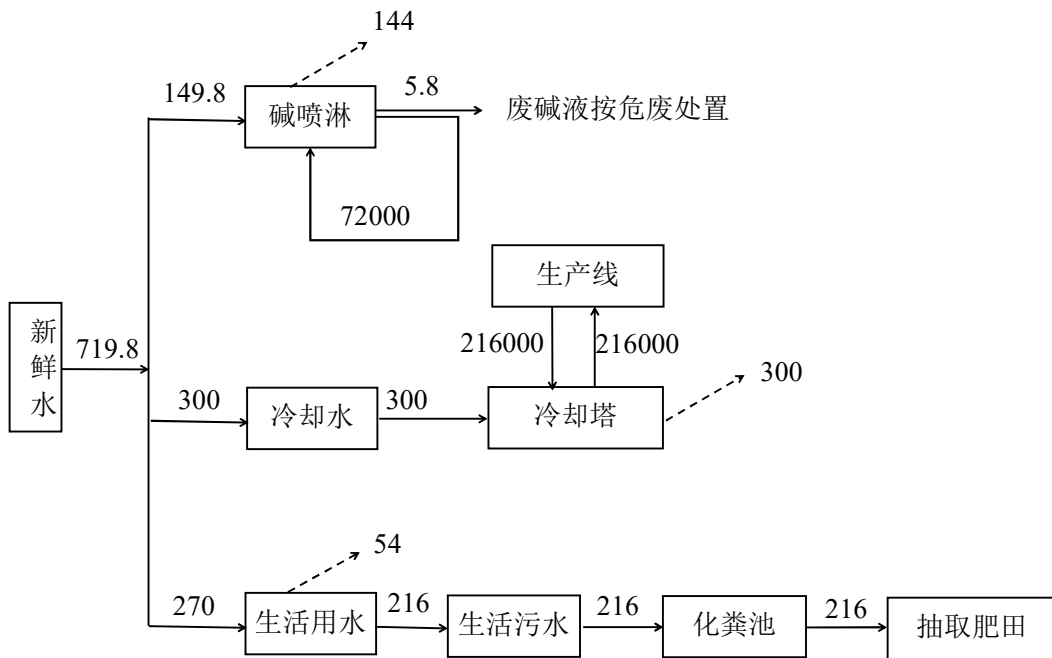 144
149.8
碱喷淋
5.8
废碱液按危废处置
72000
生产线
216000
216000
新鲜水
719.8
300
冷却水
300
冷却塔
300
54
270
生活用水
216
生活污水
216
化粪池
216
抽取肥田